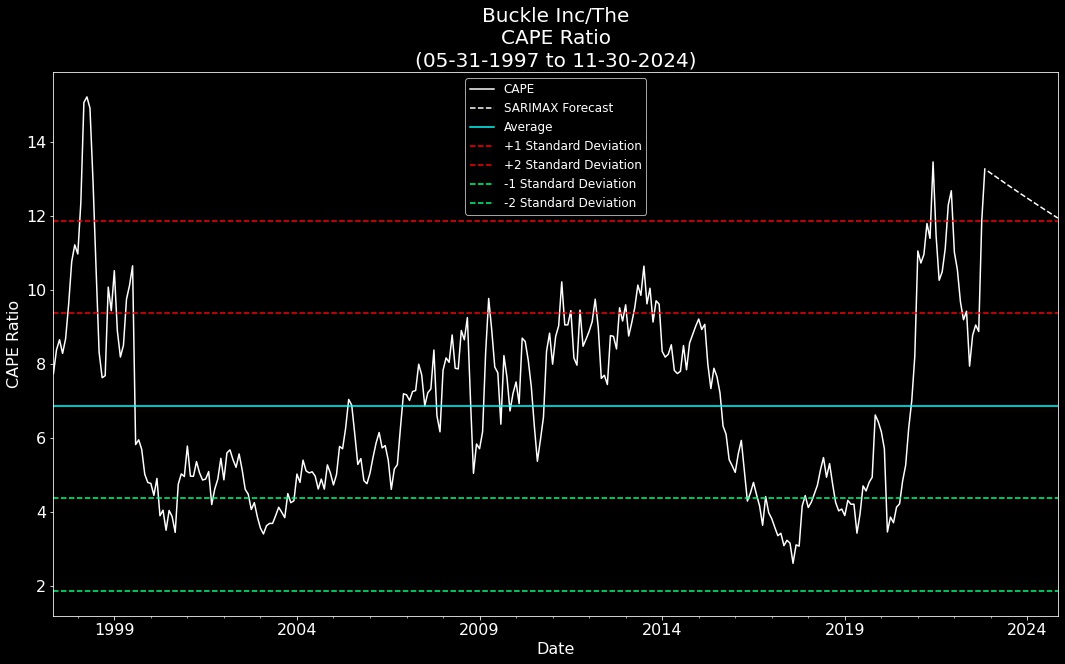 Buckle Inc/The
CAPE Ratio
(05-31-1997 to 11-30-2024)
CAPE
SARIMAX Forecast
Average
+1 Standard Deviation
+2 Standard Deviation
-1 Standard Deviation
-2 Standard Deviation
CAPE Ratio
14
12
10
8
6
4
2
1999 2004 2009 2014 2019 2024
Date